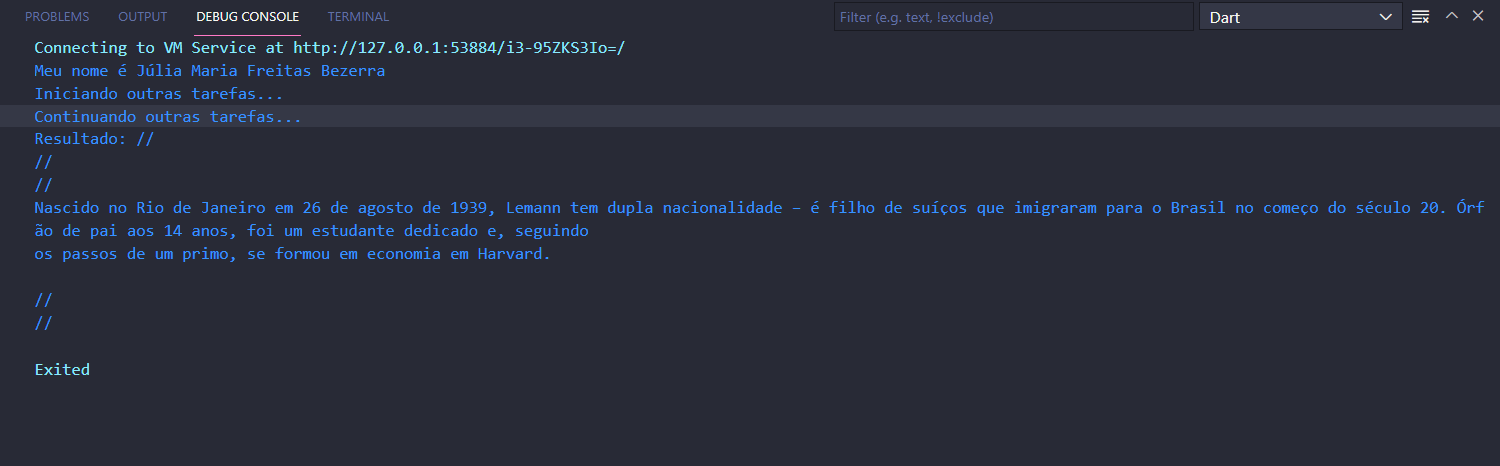 PROBLEMS OUTPUT DEBUG CONSOLE TERMINAL Filter (e.g. text, !exclude) Dart
Connecting to VM Service at http://127.0.0.1:53884/i3-95ZKS3Io=/
Meu nome é Júlia Maria Freitas Bezerra
Iniciando outras tarefas...
Continuando outras tarefas...
Resultado: //
//
//
Nascido no Rio de Janeiro em 26 de agosto de 1939, Lemann tem dupla nacionalidade – é filho de suíços que imigraram para o Brasil no começo do século 20. Órf
ão de pai aos 14 anos, foi um estudante dedicado e, seguindo
os passos de um primo, se formou em economia em Harvard.
//
//
Exited